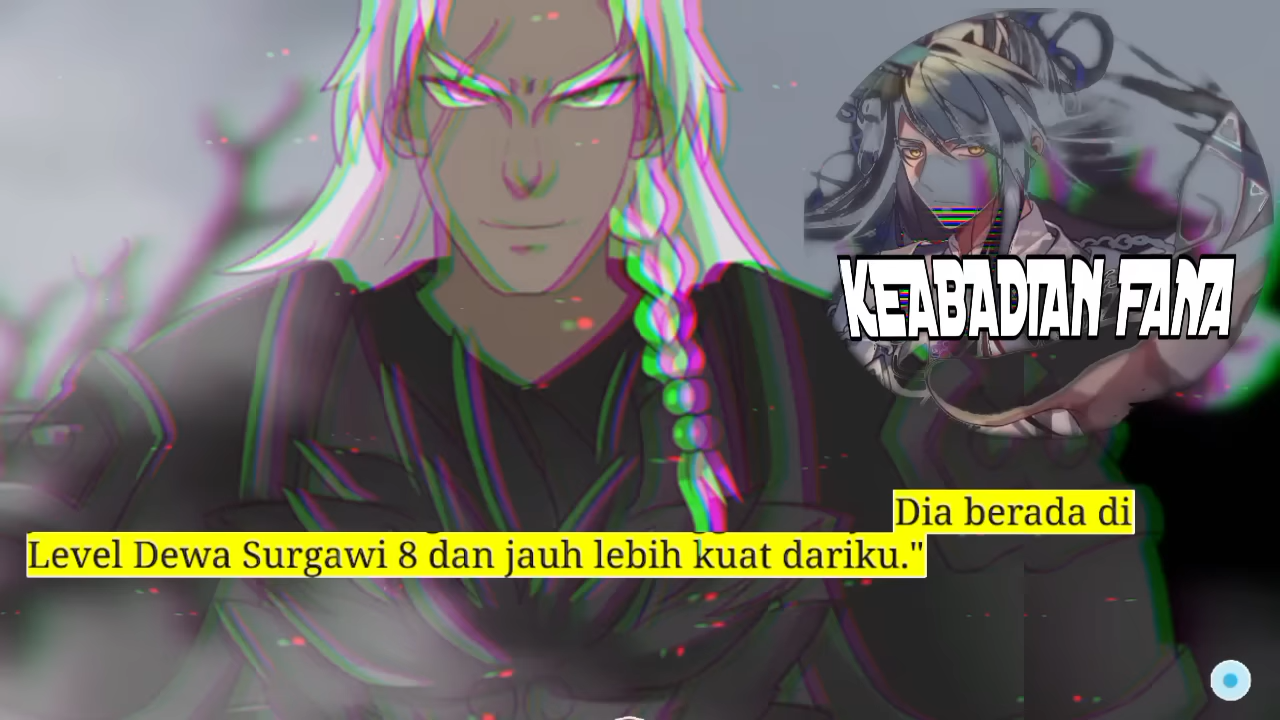 KEABADIAN FANA
Dia berada di
Level Dewa Surgawi 8 dan jauh lebih kuat dariku."